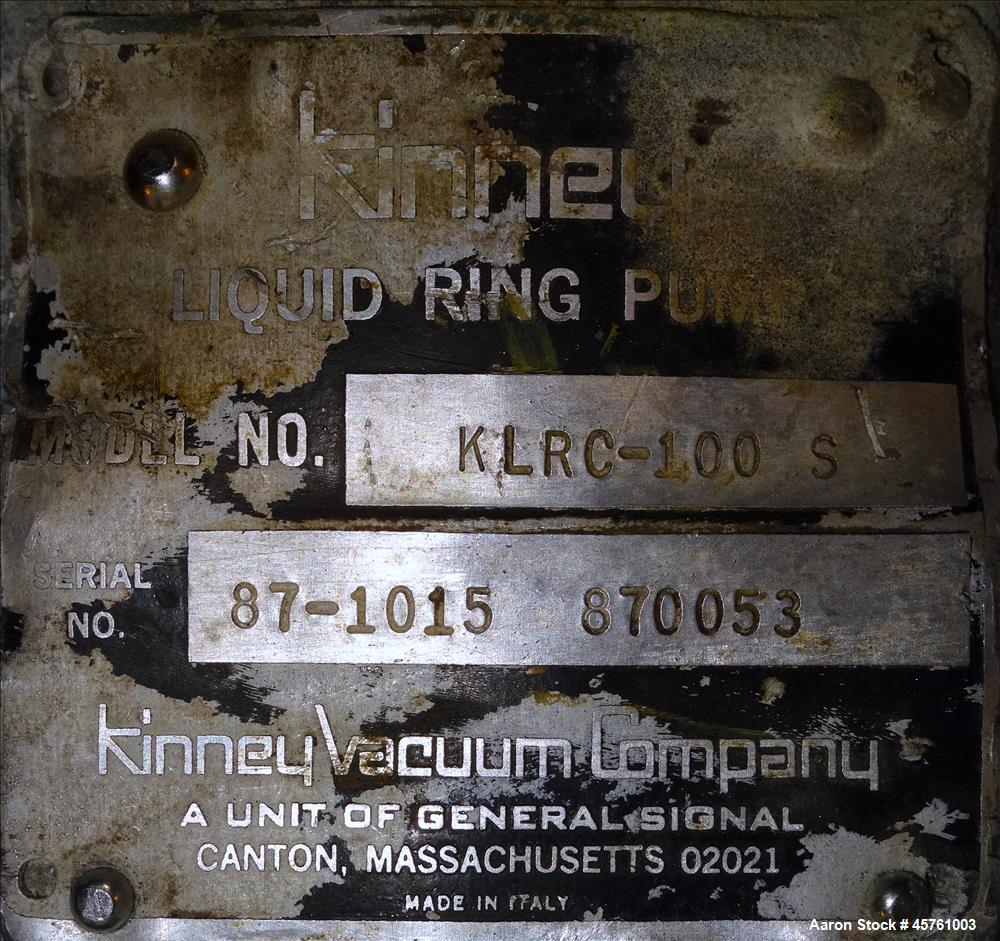 Kinney
LIQUID RING PUMP
MODEL NO. KLRC-100 S
SERIAL NO. 87-1015 870053
Kinney Vacuum Company
A UNIT OF GENERAL SIGNAL
CANTON, MASSACHUSETTS 02021
MADE IN ITALY
Aaron Stock # 45761003